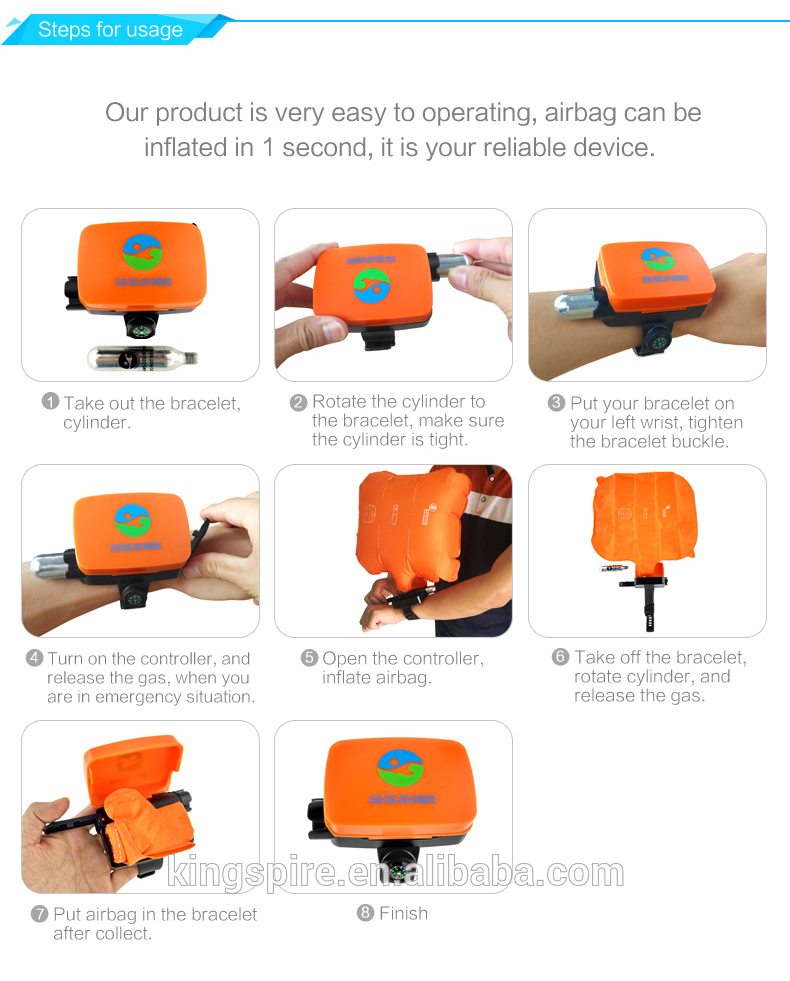 Steps for usage
Our product is very easy to operating, airbag can be
inflated in 1 second, it is your reliable device.
1 Take out the bracelet,
cylinder.
2 Rotate the cylinder to
the bracelet, make sure
the cylinder is tight.
3 Put your bracelet on
your left wrist, tighten
the bracelet buckle.
4 Turn on the controller, and
release the gas, when you
are in emergency situation.
5 Open the controller,
inflate airbag.
6 Take off the bracelet,
rotate cylinder, and
release the gas.
kingspire.en.alibaba.com
7 Put airbag in the bracelet
after collect.
8 Finish